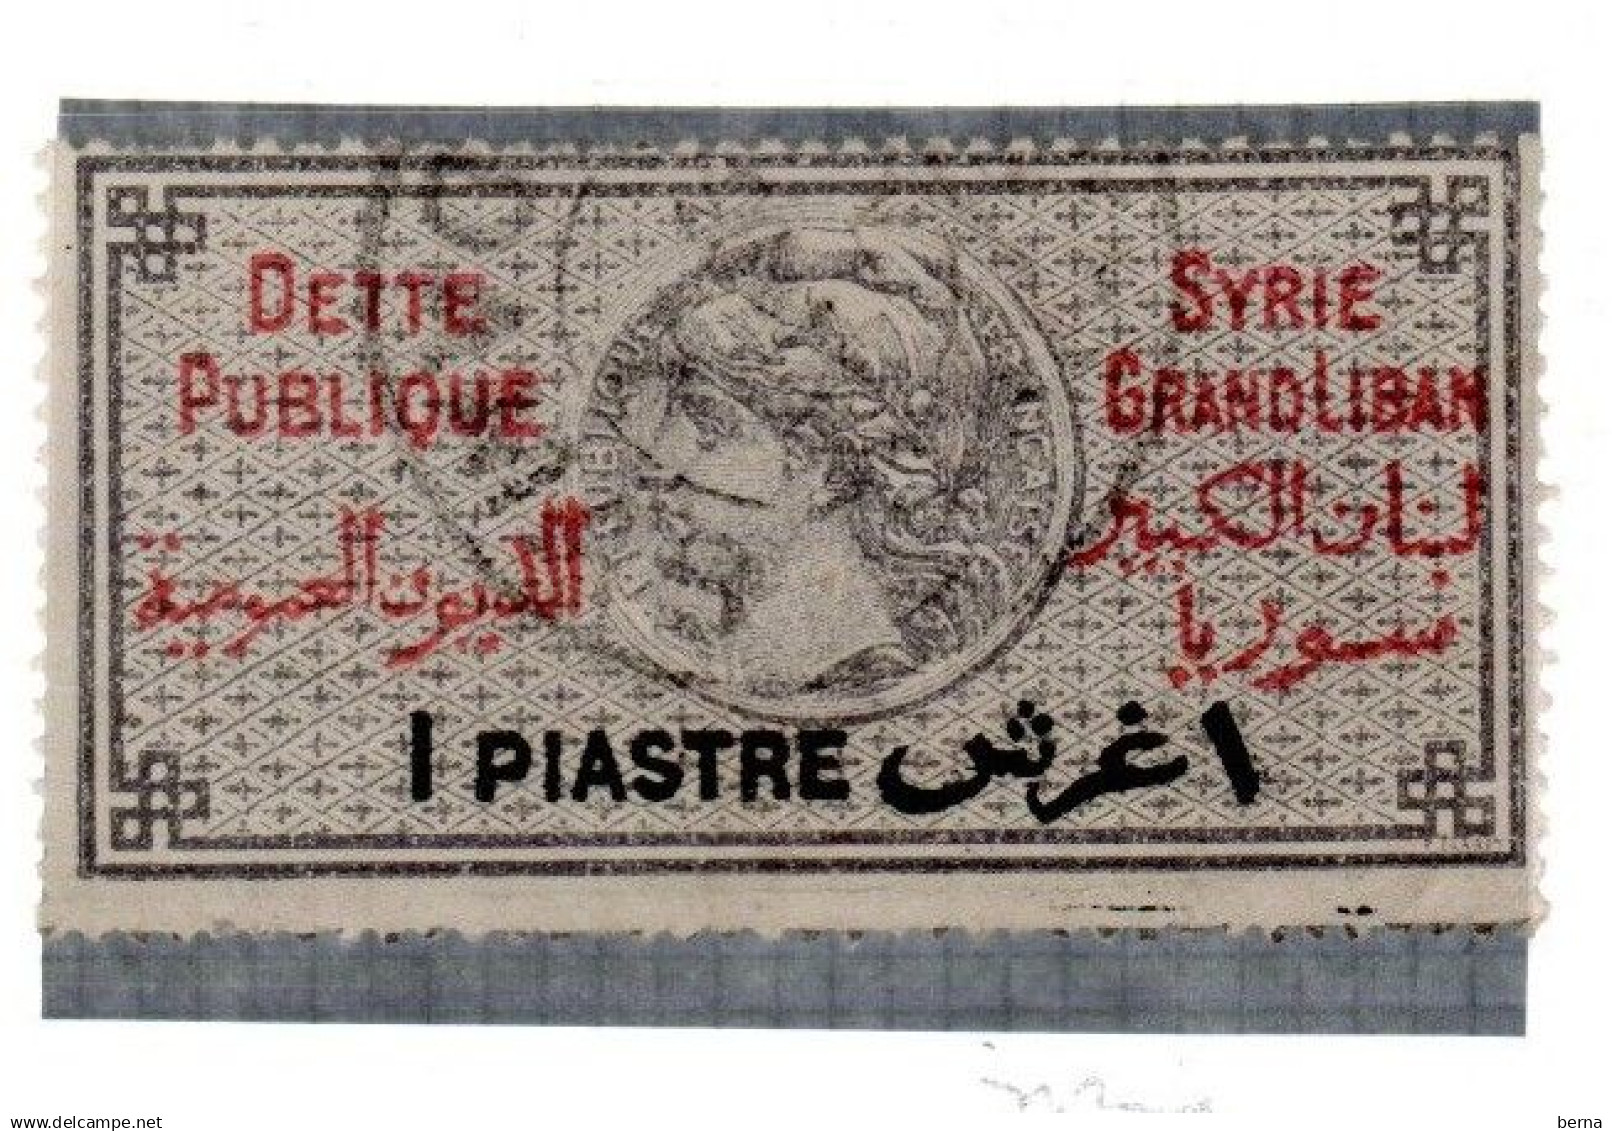 DETTE
PUBLIQUE
الديون العمومية
SYRIE
GRAND LIBAN
لبنان الكبير
سوريا
1 PIASTRE ١ غرش
www.delcampe.net
berna